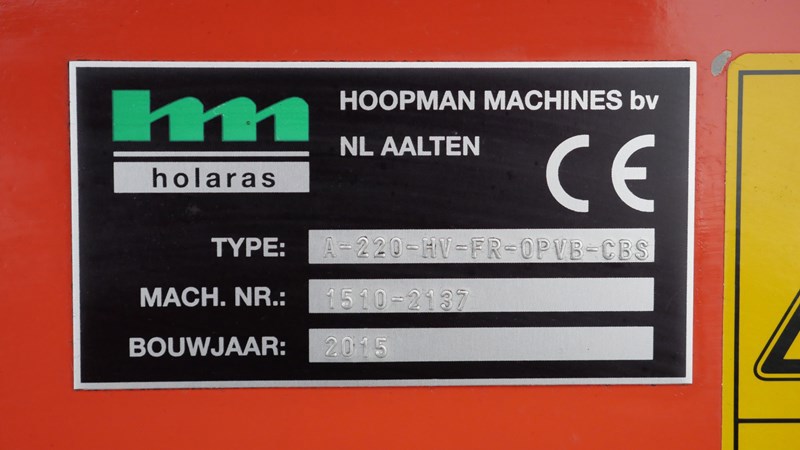 hm
holaras
HOOPMAN MACHINES bv
NL AALTEN
CE
TYPE: A-220-HV-FR-OPVB-CBS
MACH. NR.: 1510-2137
BOUWJAAR: 2015